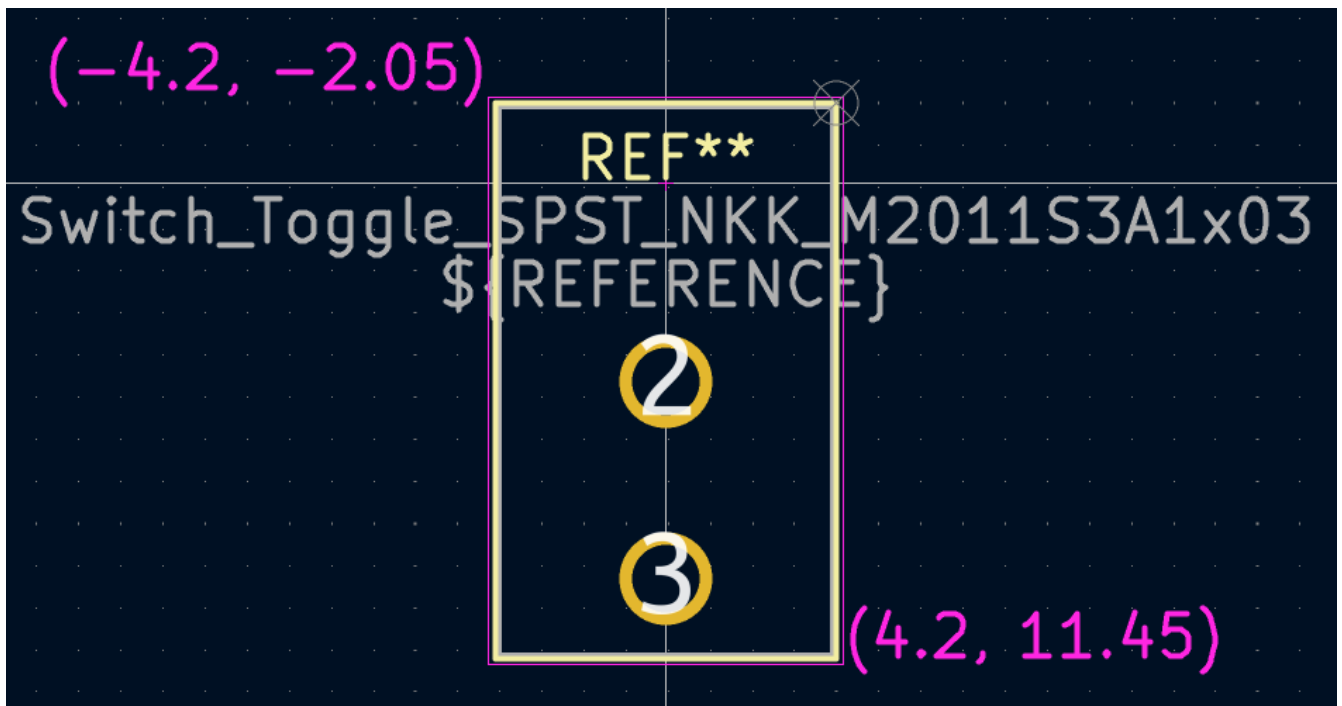 (-4.2, -2.05)
REF**
Switch_Toggle_SPST_NKK_M2011S3A1x03
${REFERENCE}
2
3
(4.2, 11.45)